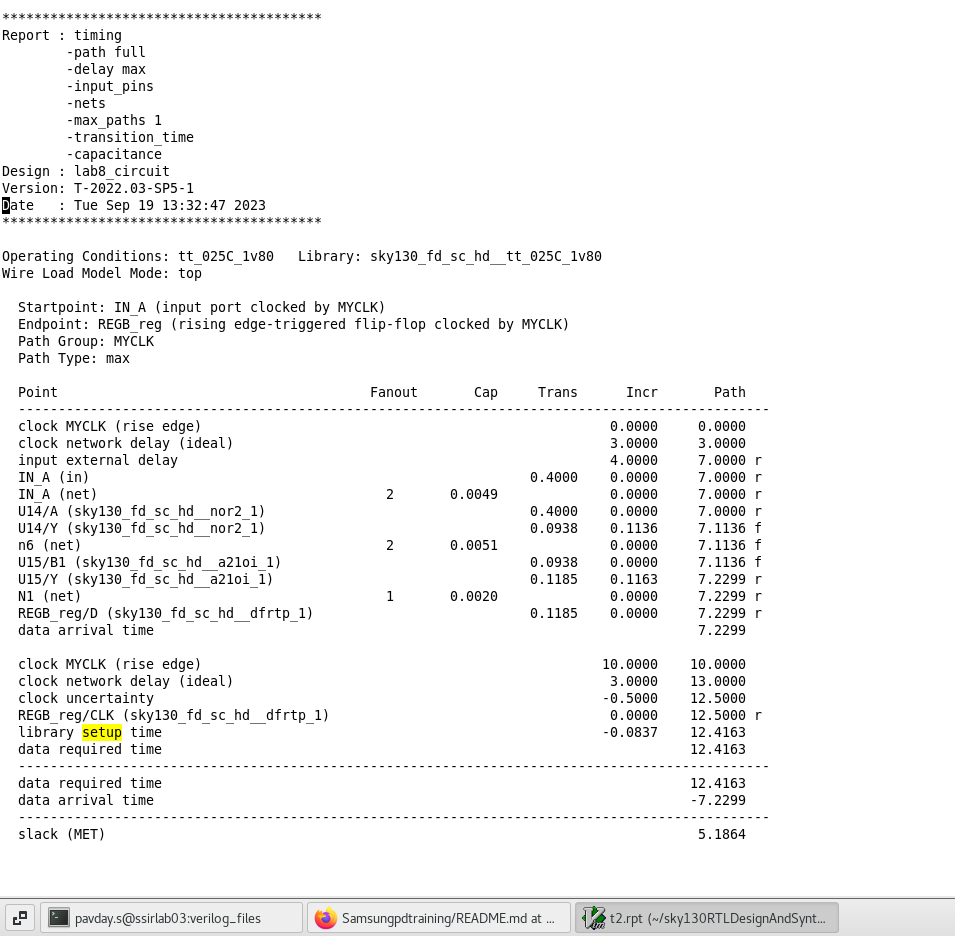 ****************************************
Report : timing
        -path full
        -delay max
        -input_pins
        -nets
        -max_paths 1
        -transition_time
        -capacitance
Design : lab8_circuit
Version: T-2022.03-SP5-1
Date   : Tue Sep 19 13:32:47 2023
****************************************
Operating Conditions: tt_025C_1v80   Library: sky130_fd_sc_hd__tt_025C_1v80
Wire Load Model Mode: top
  Startpoint: IN_A (input port clocked by MYCLK)
  Endpoint: REGB_reg (rising edge-triggered flip-flop clocked by MYCLK)
  Path Group: MYCLK
  Path Type: max
  Point                                       Fanout       Cap     Trans      Incr       Path
  ----------------------------------------------------------------------------------------------
  clock MYCLK (rise edge)                                                   0.0000     0.0000
  clock network delay (ideal)                                               3.0000     3.0000
  input external delay                                                      4.0000     7.0000 r
  IN_A (in)                                                       0.4000    0.0000     7.0000 r
  IN_A (net)                                    2       0.0049              0.0000     7.0000 r
  U14/A (sky130_fd_sc_hd__nor2_1)                                 0.4000    0.0000     7.0000 r
  U14/Y (sky130_fd_sc_hd__nor2_1)                                 0.0938    0.1136     7.1136 f
  n6 (net)                                      2       0.0051              0.0000     7.1136 f
  U15/B1 (sky130_fd_sc_hd__a21oi_1)                               0.0938    0.0000     7.1136 f
  U15/Y (sky130_fd_sc_hd__a21oi_1)                                0.1185    0.1163     7.2299 r
  N1 (net)                                      1       0.0020              0.0000     7.2299 r
  REGB_reg/D (sky130_fd_sc_hd__dfrtp_1)                           0.1185    0.0000     7.2299 r
  data arrival time                                                                    7.2299
  clock MYCLK (rise edge)                                                  10.0000    10.0000
  clock network delay (ideal)                                               3.0000    13.0000
  clock uncertainty                                                        -0.5000    12.5000
  REGB_reg/CLK (sky130_fd_sc_hd__dfrtp_1)                                   0.0000    12.5000 r
  library setup time                                                       -0.0837    12.4163
  data required time                                                                  12.4163
  ----------------------------------------------------------------------------------------------
  data required time                                                                  12.4163
  data arrival time                                                                   -7.2299
  ----------------------------------------------------------------------------------------------
  slack (MET)                                                                          5.1864
pavday.s@ssirlab03:verilog_files
Samsungpdtraining/README.md at ...
t2.rpt (~/sky130RTLDesignAndSynt...